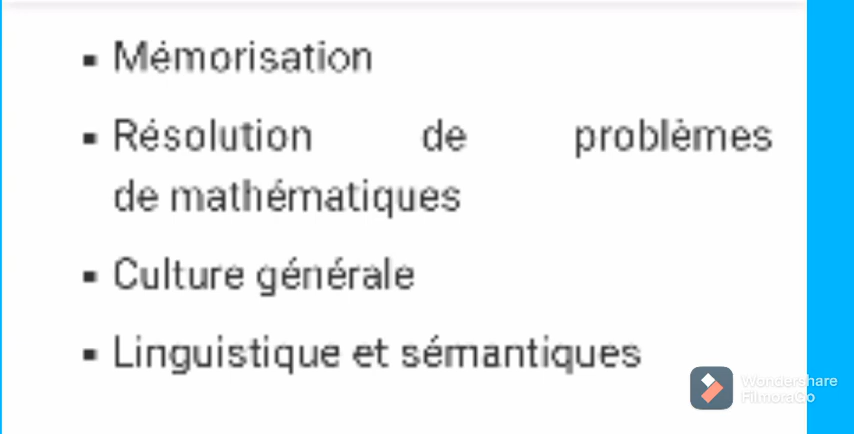 ▪ Mémorisation
▪ Résolution de problèmes
de mathématiques
▪ Culture générale
▪ Linguistique et sémantiques
Wondershare
FilmoraGo